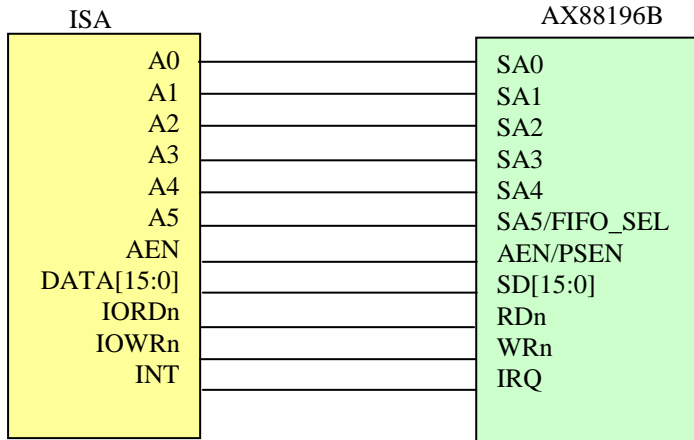 ISA
AX88196B
A0
A1
A2
A3
A4
A5
AEN
DATA[15:0]
IORDn
IOWRn
INT
SA0
SA1
SA2
SA3
SA4
SA5/FIFO_SEL
AEN/PSEN
SD[15:0]
RDn
WRn
IRQ